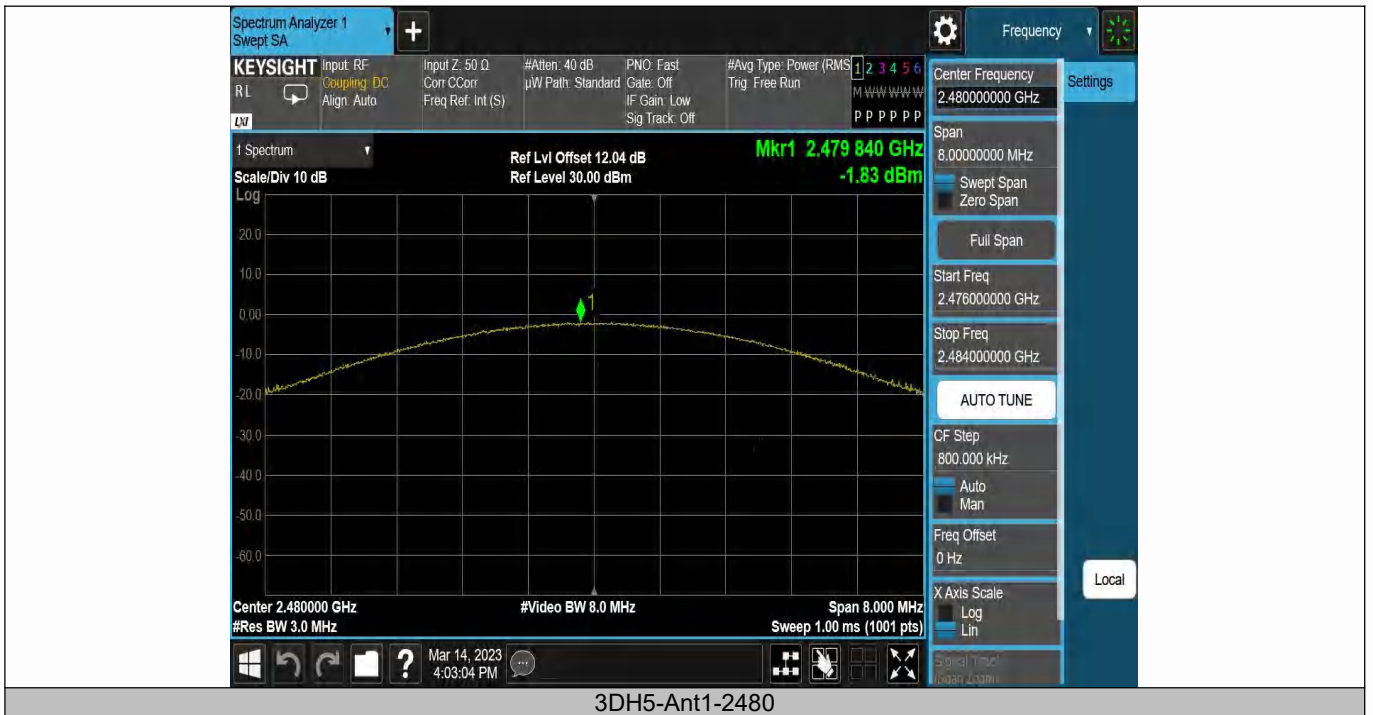 Spectrum Analyzer 1
Swept SA
Frequency
KEYSIGHT
RL
LXI
Input: RF
Coupling: DC
Align: Auto
Input Z: 50 Ω
Corr CCorr
Freq Ref: Int (S)
#Atten: 40 dB
µW Path: Standard
PNO: Fast
Gate: Off
IF Gain: Low
Sig Track: Off
#Avg Type: Power (RMS
Trig: Free Run
1 2 3 4 5 6
M W W W W W
P P P P P P
1 Spectrum
Scale/Div 10 dB
Log
Ref Lvl Offset 12.04 dB
Ref Level 30.00 dBm
Mkr1 2.479 840 GHz
-1.83 dBm
20.0
10.0
0.00
-10.0
-20.0
-30.0
-40.0
-50.0
-60.0
1
Center 2.480000 GHz
#Res BW 3.0 MHz
#Video BW 8.0 MHz
Span 8.000 MHz
Sweep 1.00 ms (1001 pts)
Mar 14, 2023
4:03:04 PM
Center Frequency
2.480000000 GHz
Settings
Span
8.00000000 MHz
Swept Span
Zero Span
Full Span
Start Freq
2.476000000 GHz
Stop Freq
2.484000000 GHz
AUTO TUNE
CF Step
800.000 kHz
Auto
Man
Freq Offset
0 Hz
X Axis Scale
Log
Lin
Signal Track
(Span Zoom)
Local
3DH5-Ant1-2480